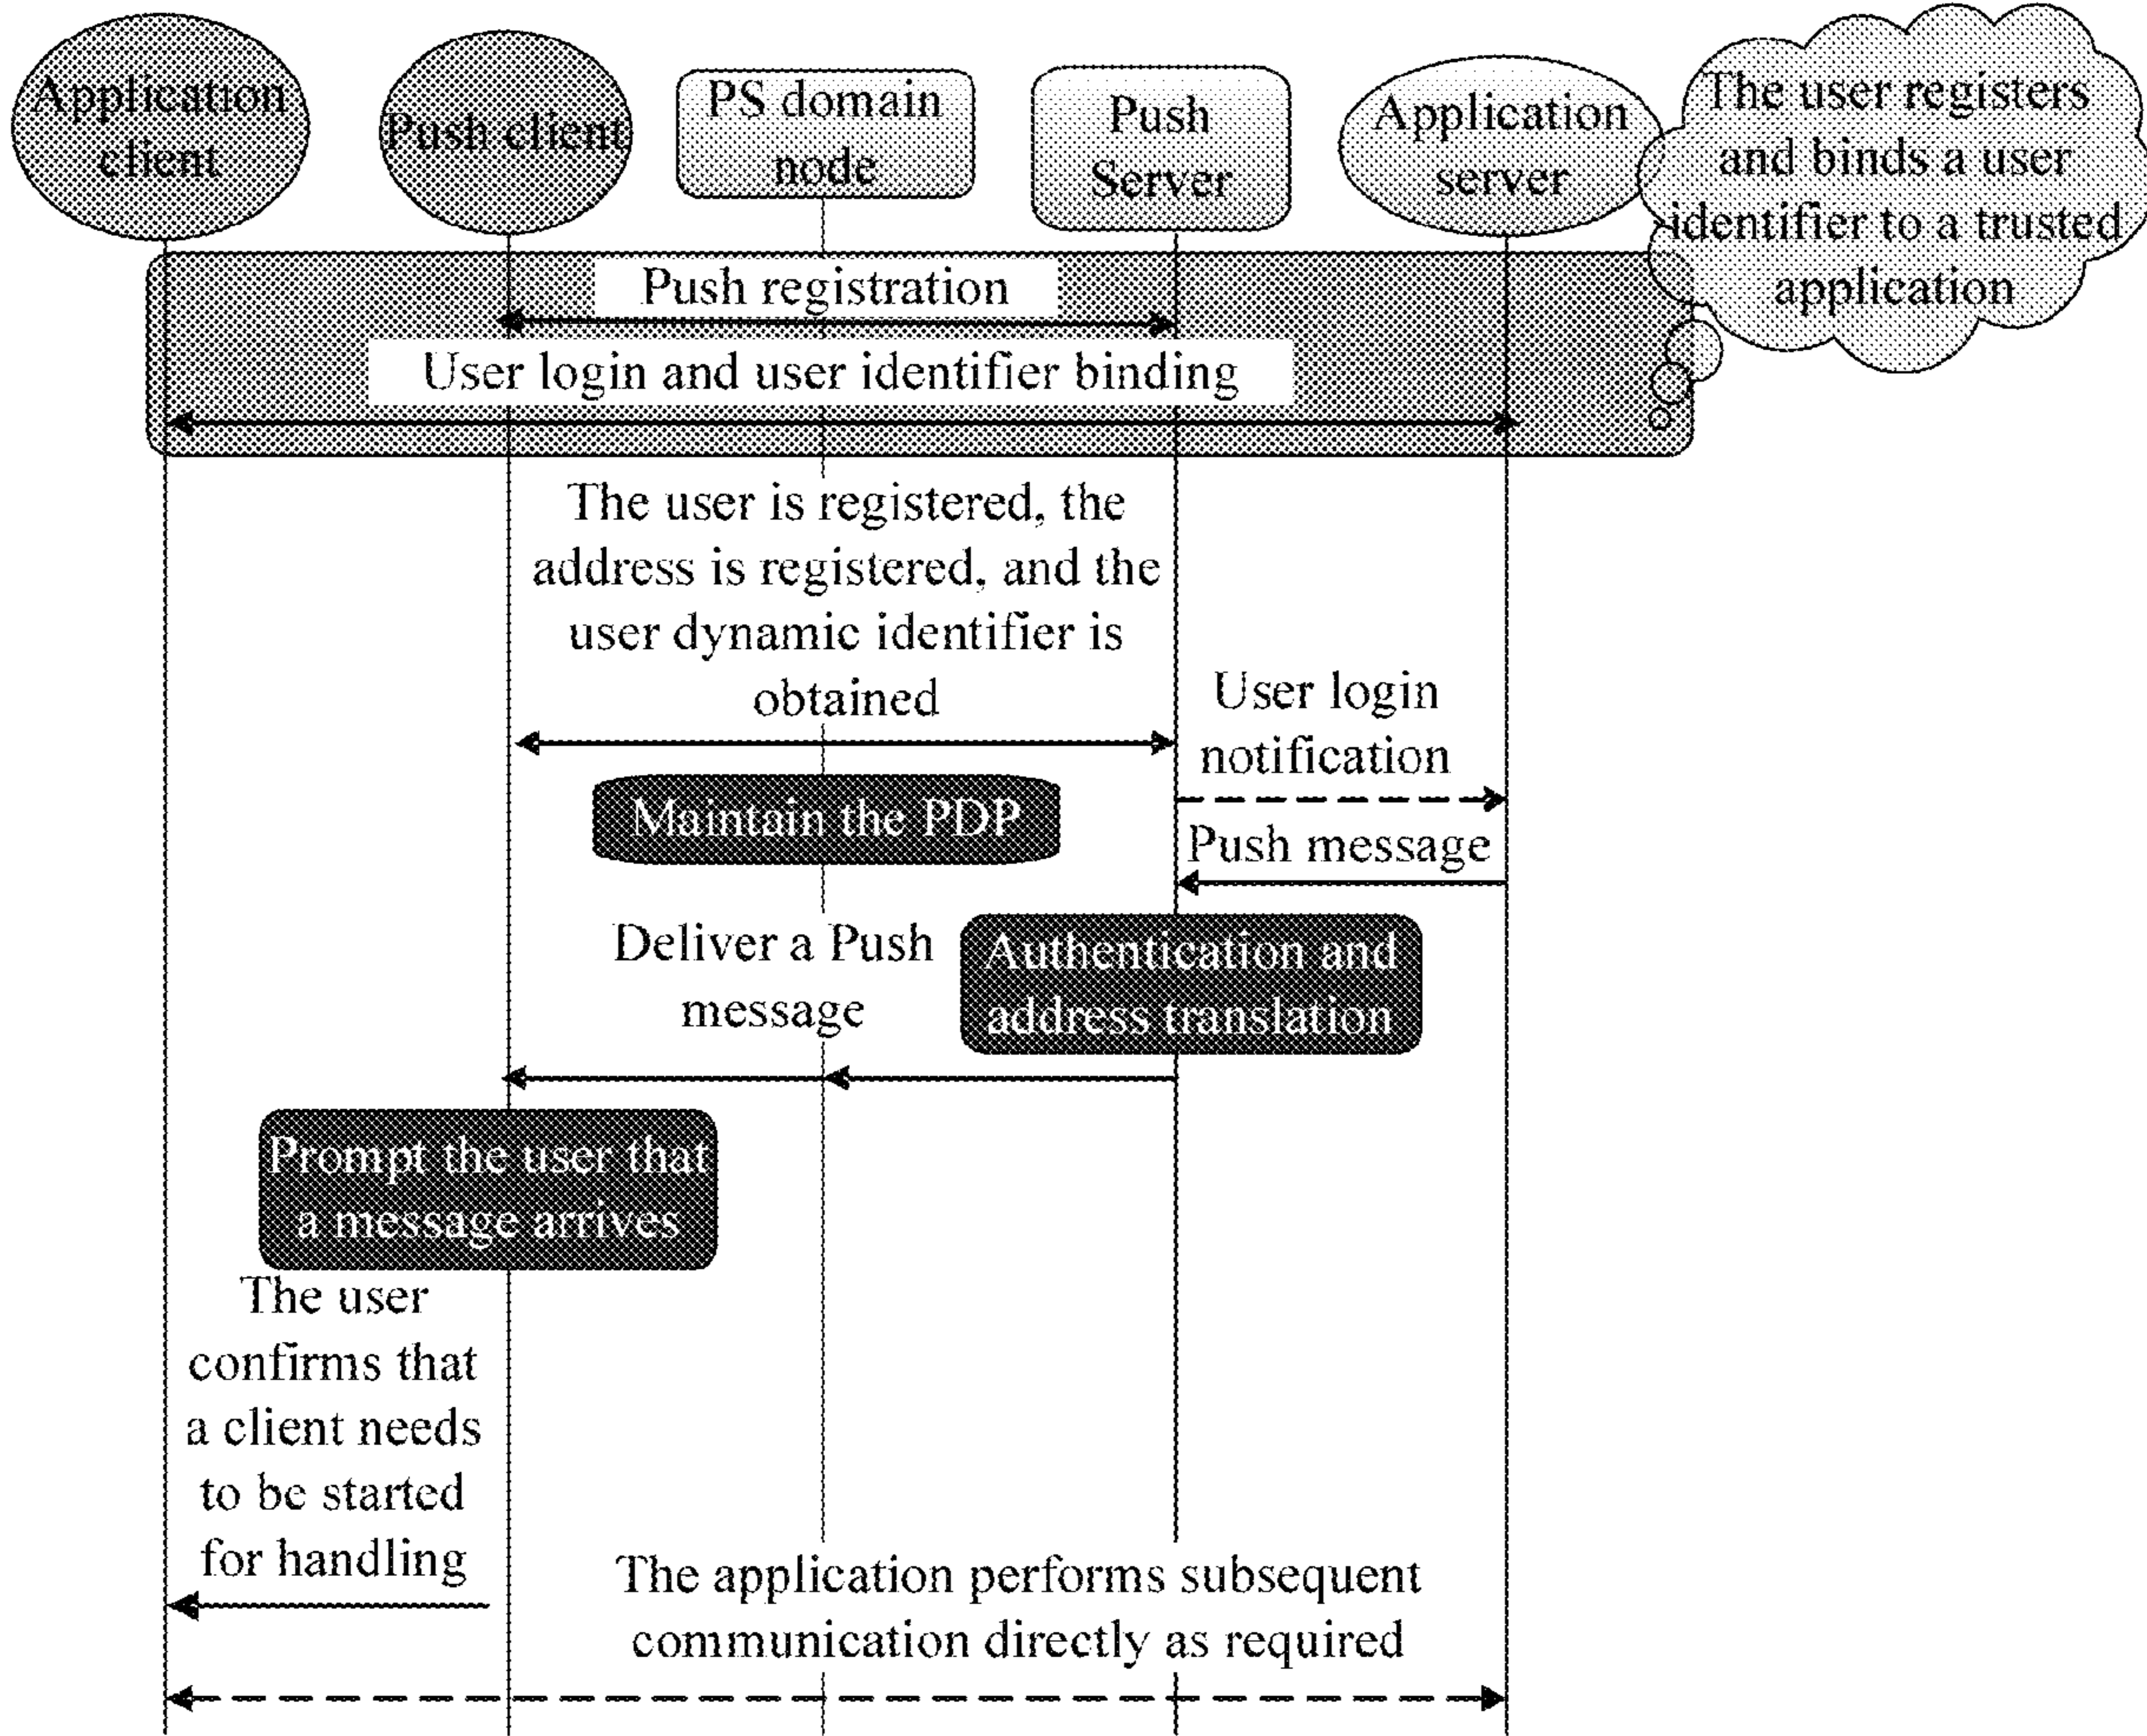 Application
client
Push client
PS domain
node
Push
Server
Application
server
The user registers
and binds a user
identifier to a trusted
application
Push registration
User login and user identifier binding
The user is registered, the
address is registered, and the
user dynamic identifier is
obtained
User login
notification
Maintain the PDP
Push message
Deliver a Push
message
Authentication and
address translation
Prompt the user that
a message arrives
The user
confirms that
a client needs
to be started
for handling
The application performs subsequent
communication directly as required